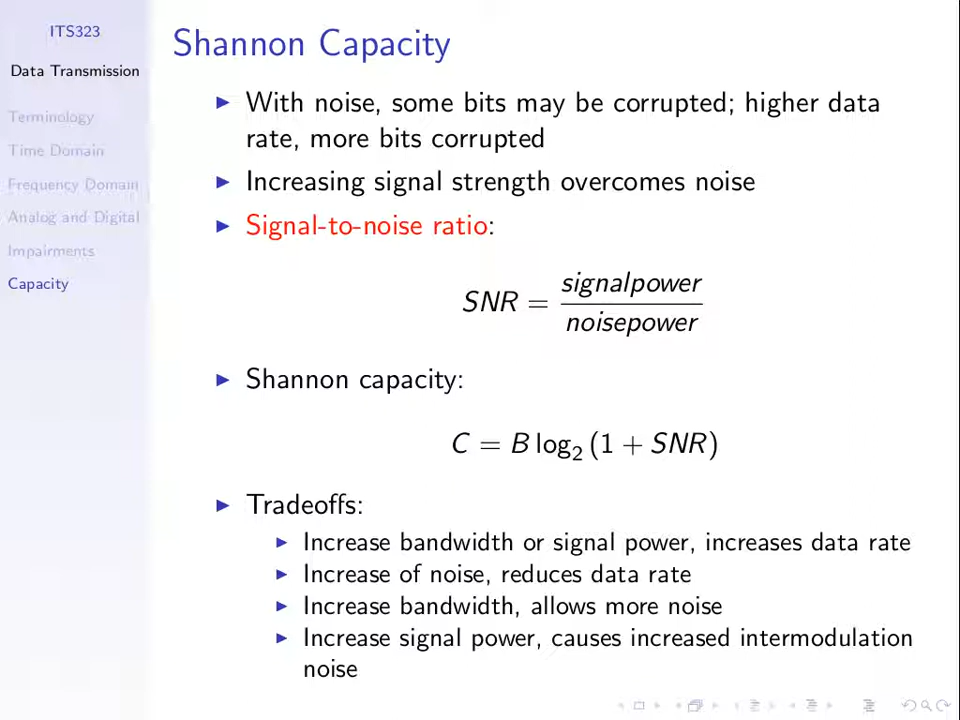 ITS323
Data Transmission
Terminology
Time Domain
Frequency Domain
Analog and Digital
Impairments
Capacity
Shannon Capacity
With noise, some bits may be corrupted; higher data
rate, more bits corrupted
Increasing signal strength overcomes noise
Signal-to-noise ratio:
SNR = signalpower / noisepower
Shannon capacity:
C = B log₂ (1 + SNR)
Tradeoffs:
Increase bandwidth or signal power, increases data rate
Increase of noise, reduces data rate
Increase bandwidth, allows more noise
Increase signal power, causes increased intermodulation
noise